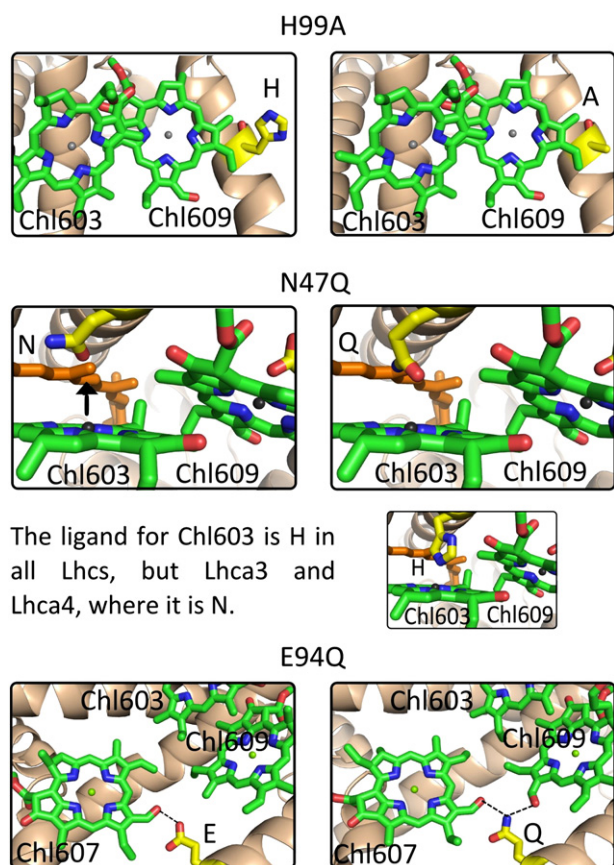 H99A
H
A
Chl603
Chl609
Chl603
Chl609
N47Q
N
Q
Chl603
Chl609
Chl603
Chl609
The ligand for Chl603 is H in
all Lhcs, but Lhca3 and
Lhca4, where it is N.
H
Chl603
Chl609
E94Q
Chl603
Chl609
Chl607
E
Chl603
Chl609
Chl607
Q